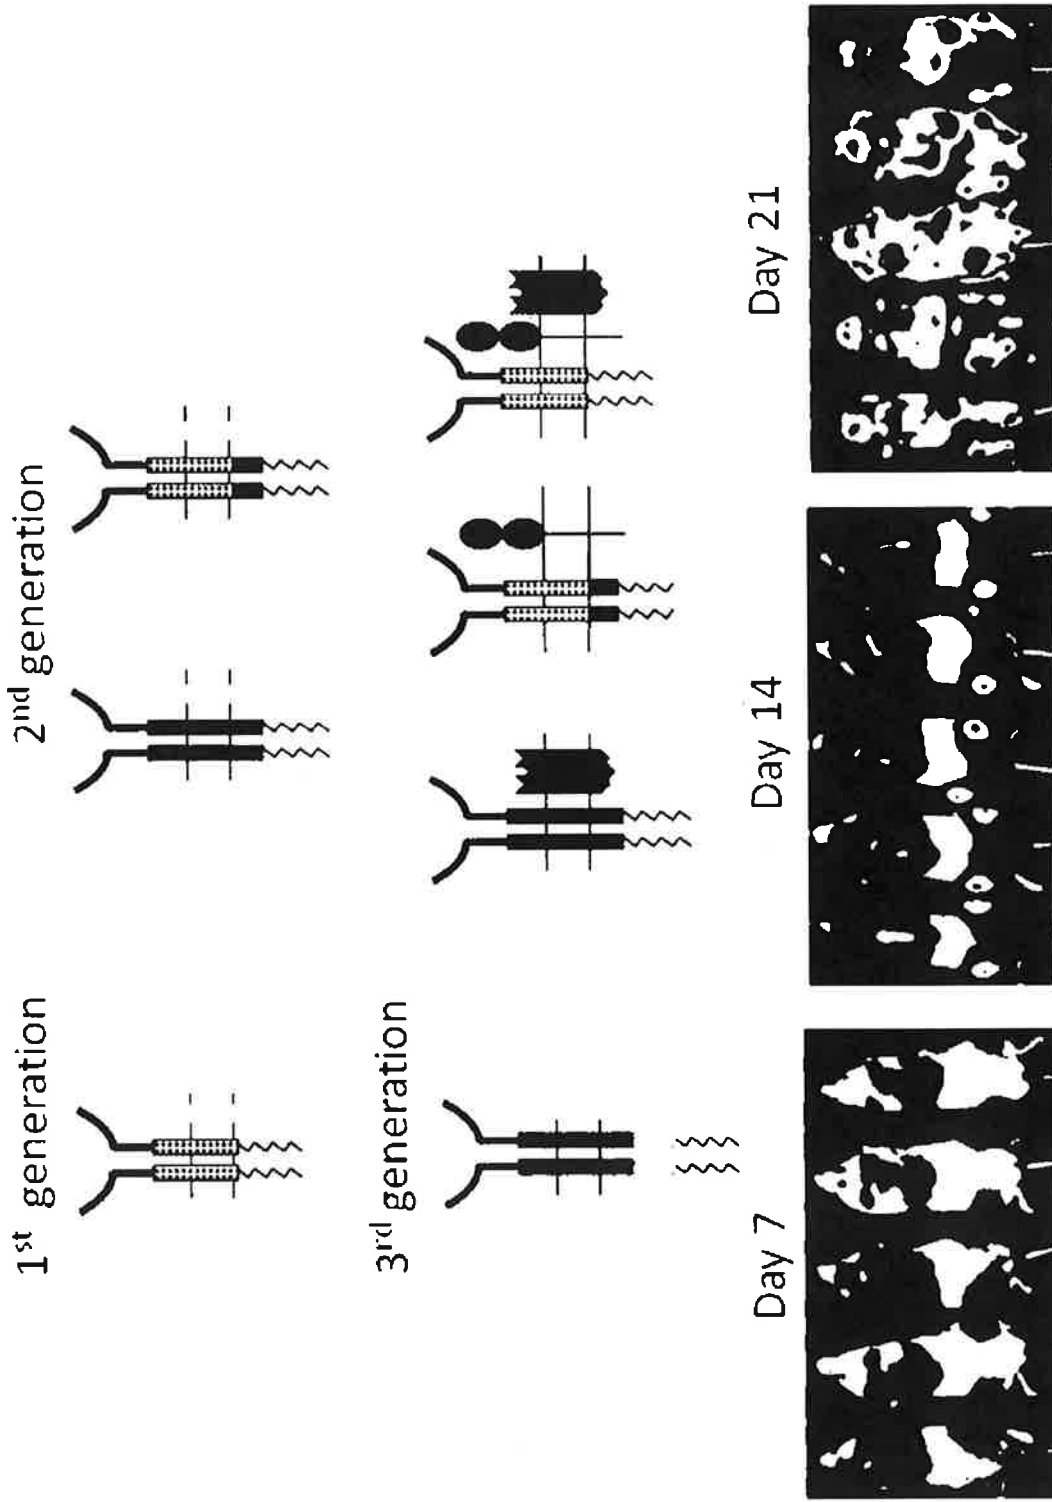 1st generation
2nd generation
3rd generation
Day 7
Day 14
Day 21